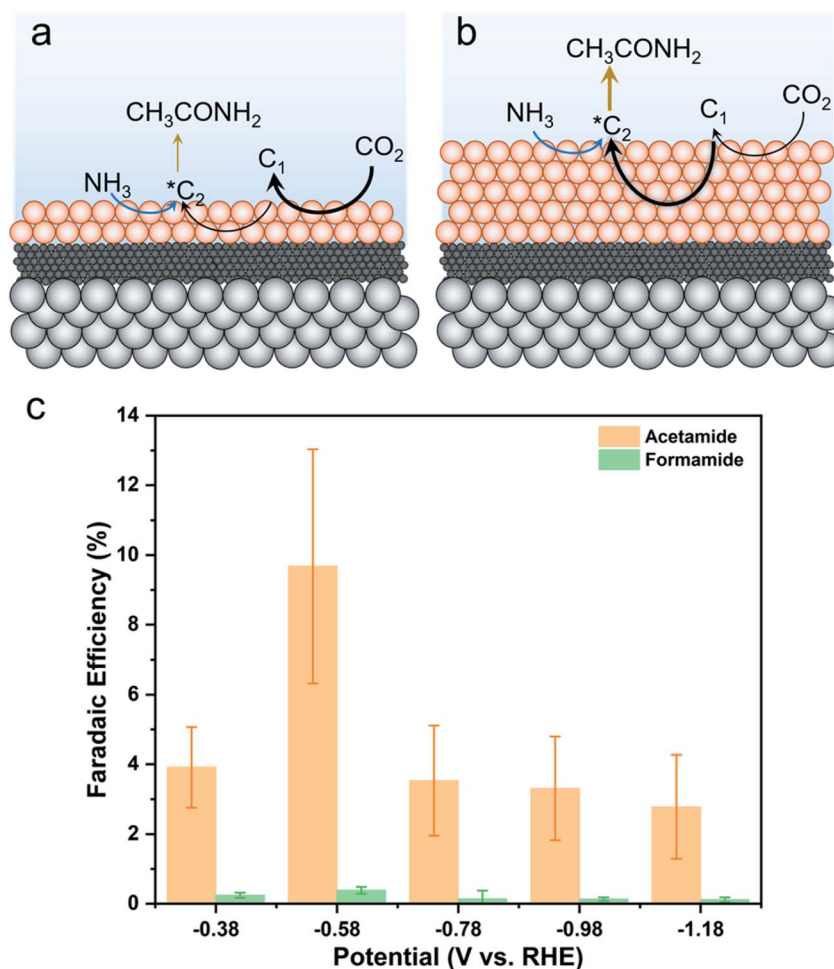 a
CH₃CONH₂
NH₃
*C₂
C₁
CO₂
b
CH₃CONH₂
NH₃
*C₂
C₁
CO₂
c
Acetamide
Formamide
Faradaic Efficiency (%)
14
12
10
8
6
4
2
0
-0.38 -0.58 -0.78 -0.98 -1.18
Potential (V vs. RHE)